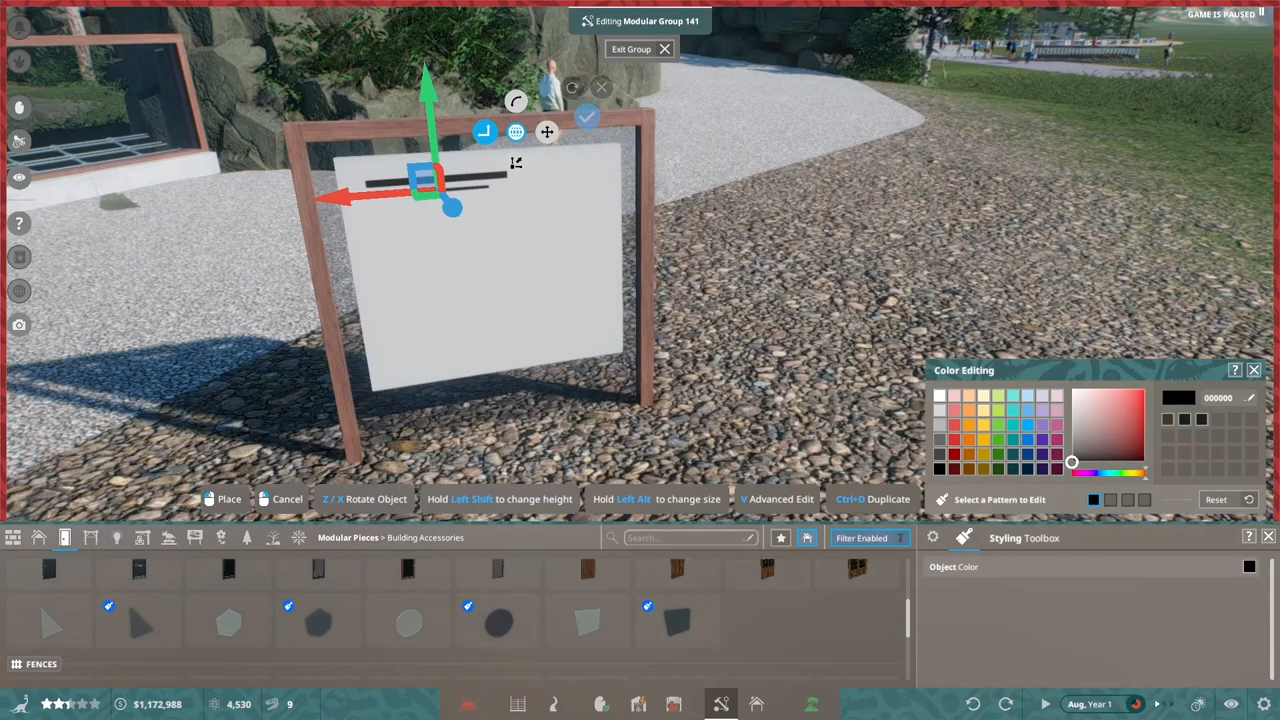 Editing Modular Group 141
GAME IS PAUSED
Exit Group
Color Editing
?
000000
Place
Cancel
Z / X Rotate Object
Hold Left Shift to change height
Hold Left Alt to change size
V Advanced Edit
Ctrl+D Duplicate
Select a Pattern to Edit
Reset
Modular Pieces > Building Accessories
Search...
Filter Enabled
Styling Toolbox
?
Object Color
FENCES
$1,172,988
4,530
9
Aug, Year 1
?